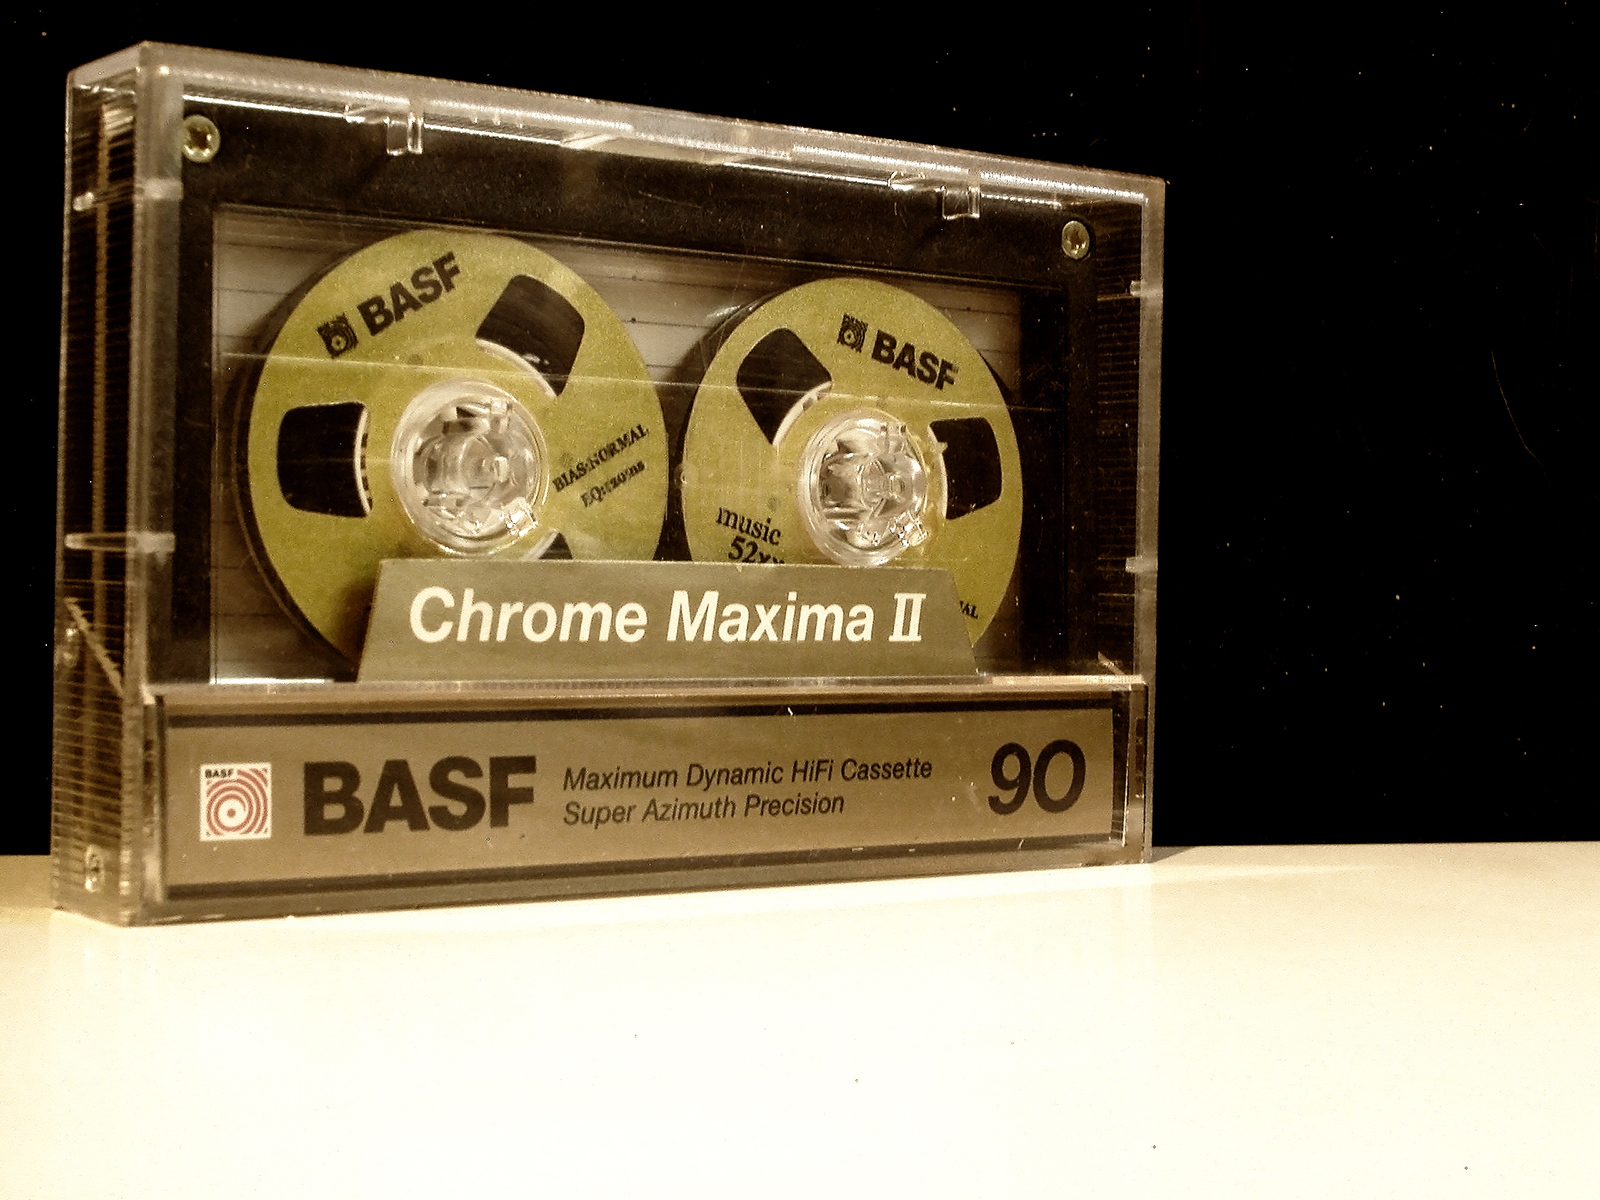 BASF
BIAS:NORMAL
BASF
music
Chrome Maxima II
BASF
BASF
Maximum Dynamic HiFi Cassette
Super Azimuth Precision
90